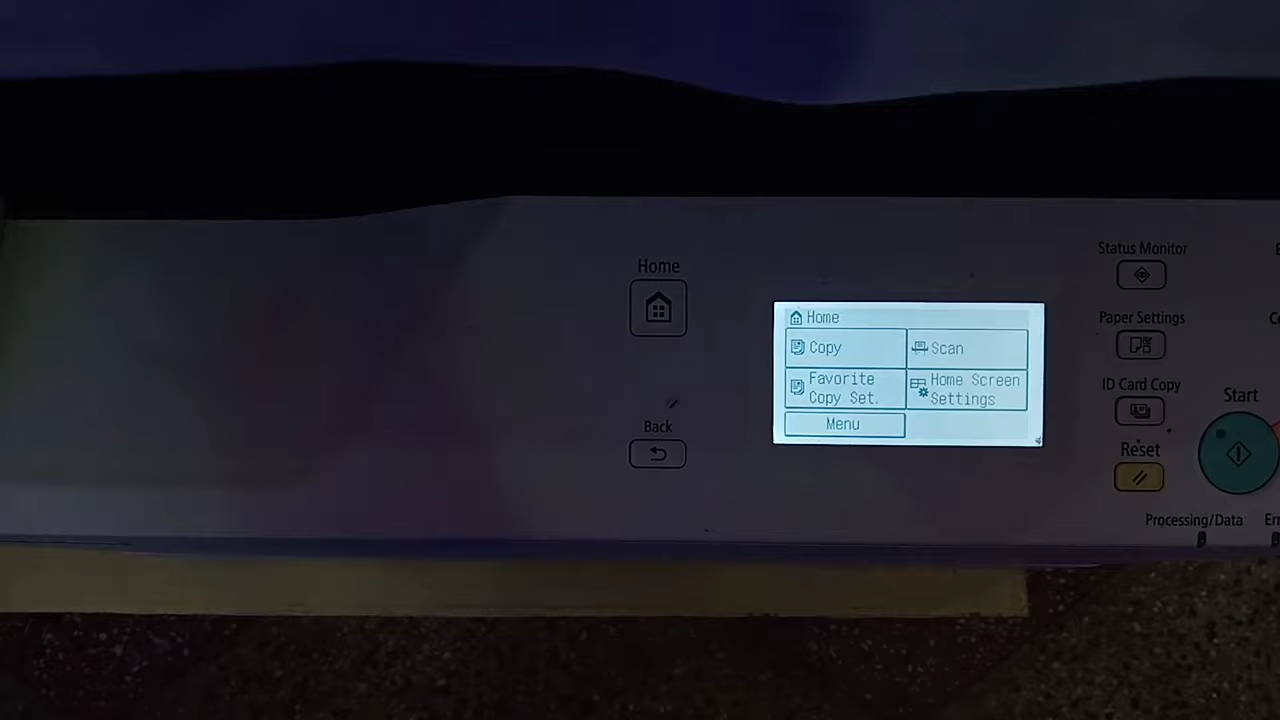 Home
Back
Home
Copy
Scan
Favorite
Copy Set.
Home Screen
Settings
Menu
Status Monitor
Paper Settings
ID Card Copy
Reset
Start
Processing/Data